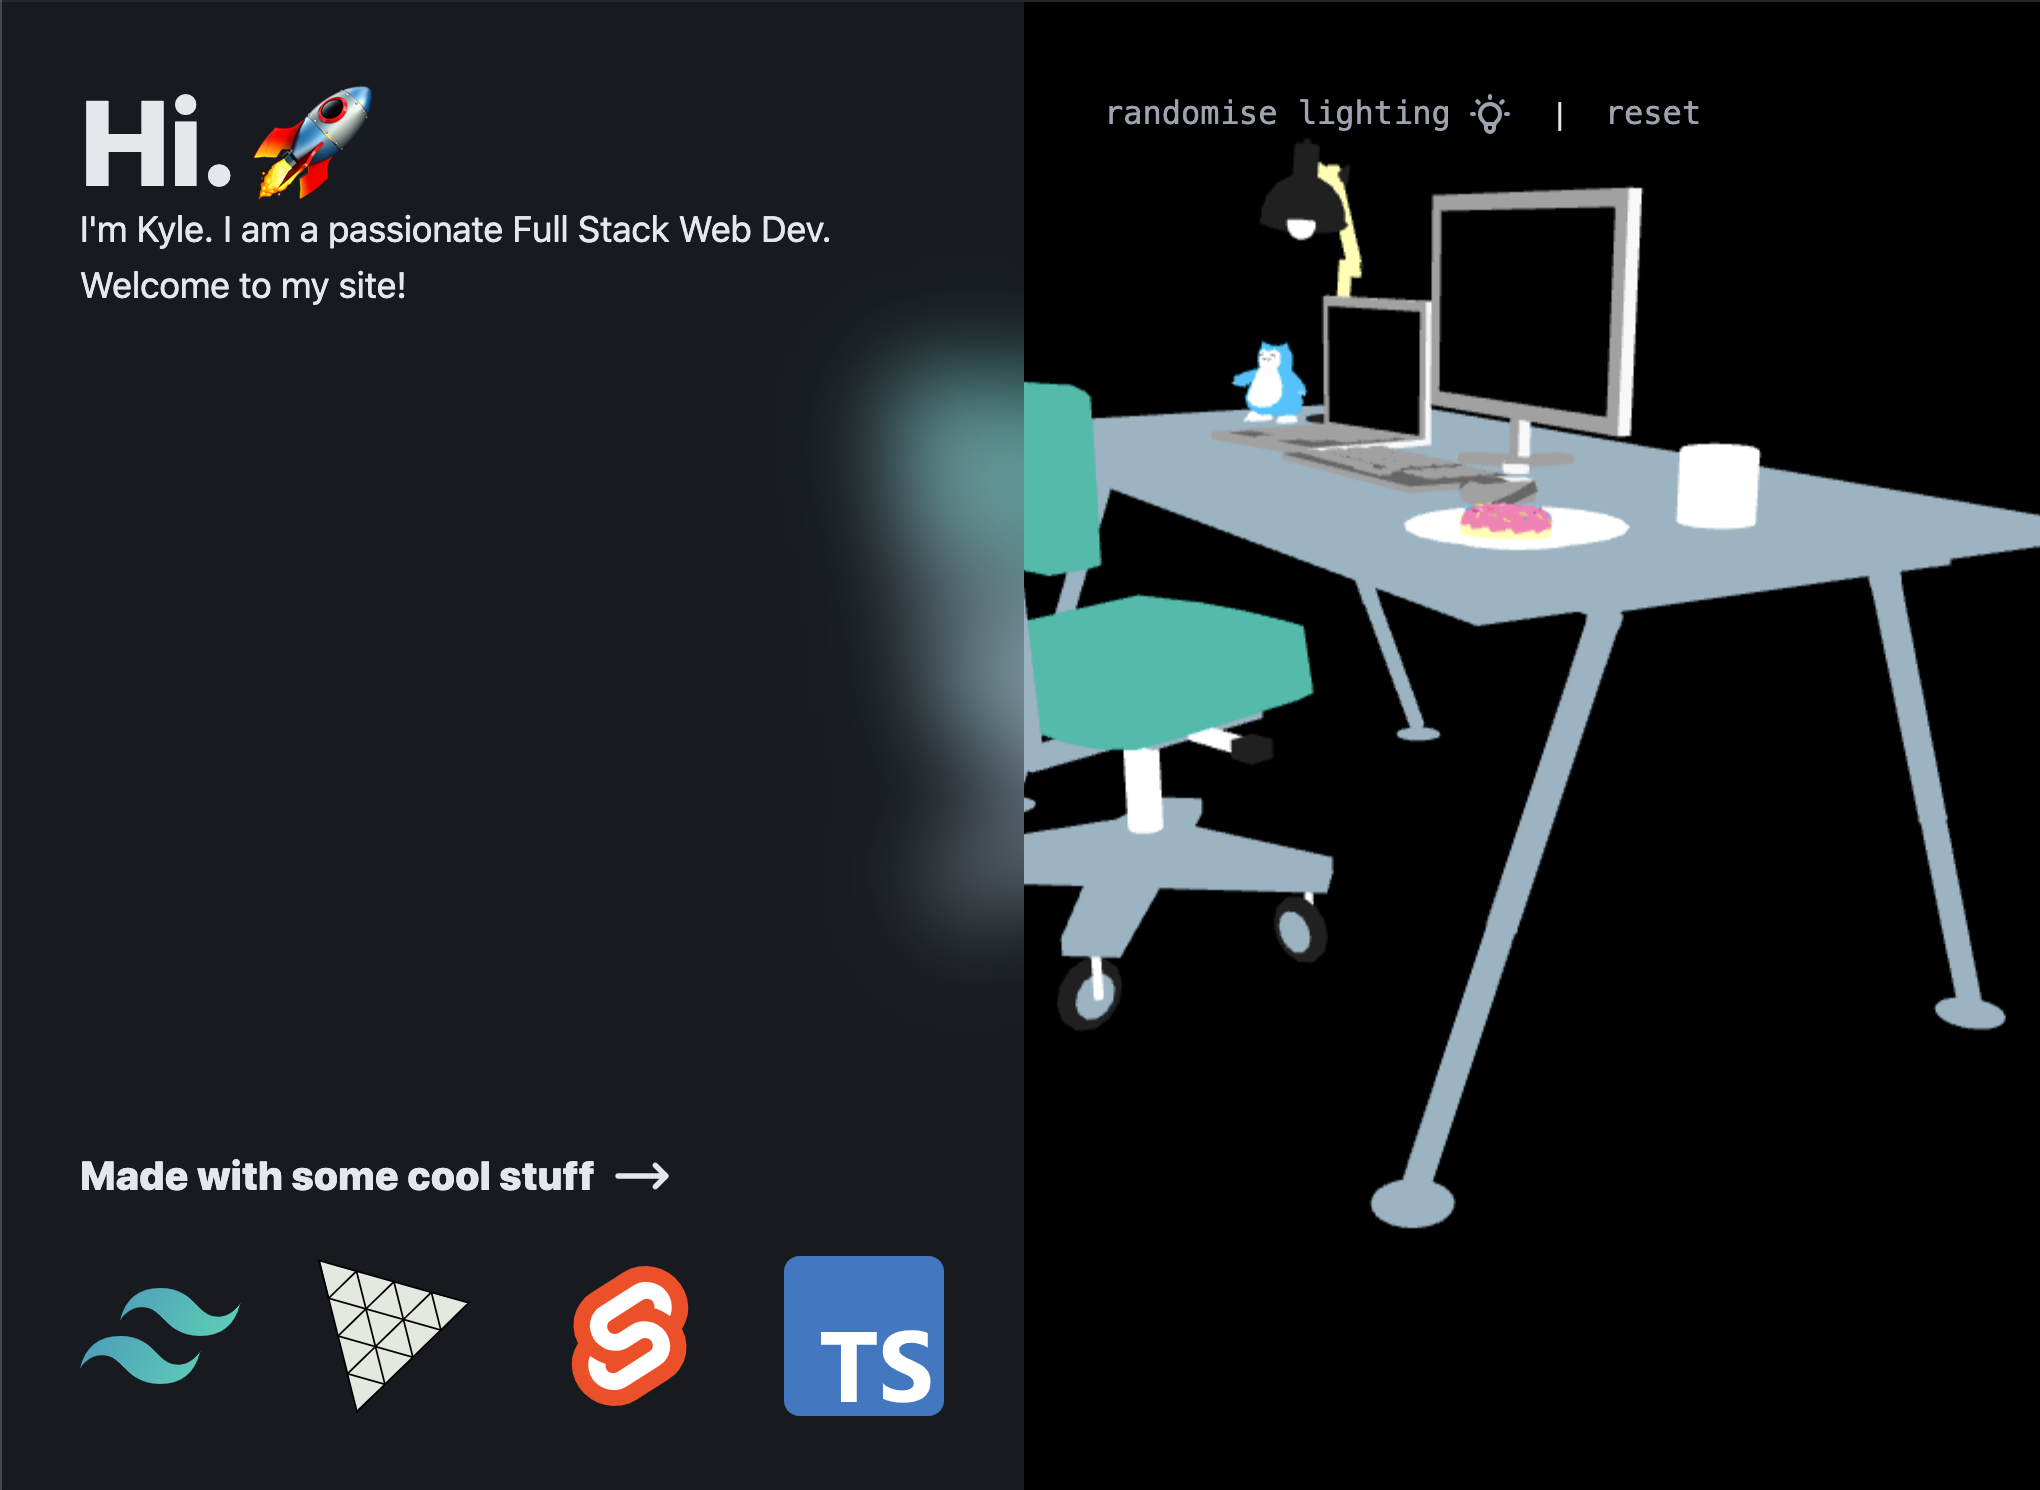 Hi. 🚀
I'm Kyle. I am a passionate Full Stack Web Dev.
Welcome to my site!
randomise lighting | reset
Made with some cool stuff →
TS